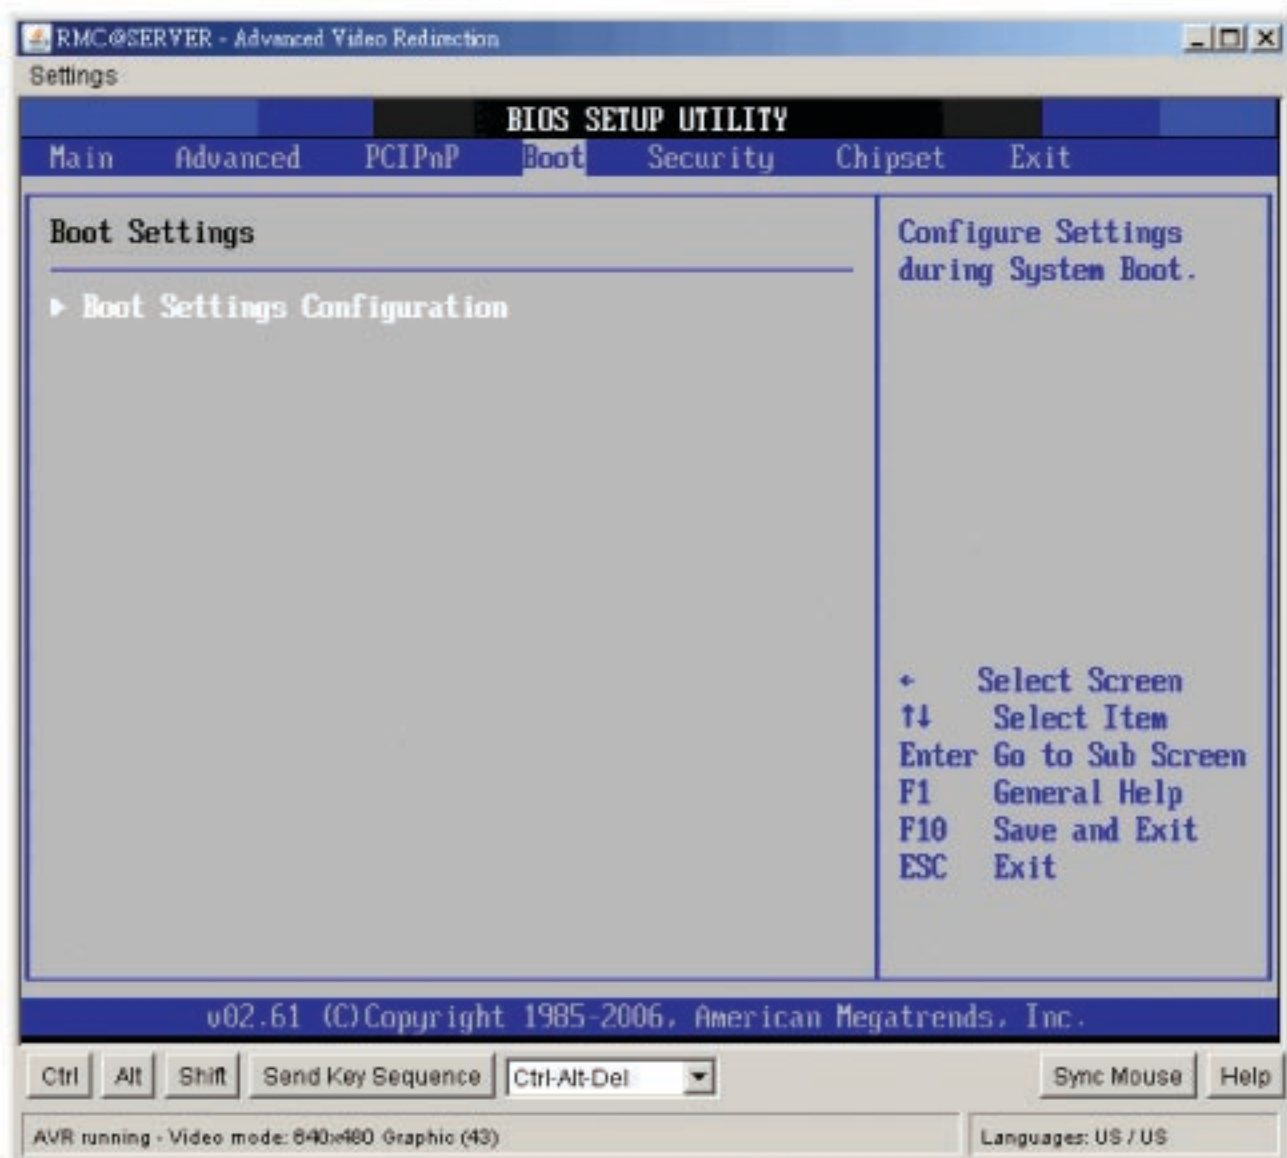 RMC@SERVER - Advanced Video Redirection
Settings
BIOS SETUP UTILITY
Main Advanced PCIPnP Boot Security Chipset Exit
Boot Settings
▶ Boot Settings Configuration
Configure Settings
during System Boot.
← Select Screen
↑↓ Select Item
Enter Go to Sub Screen
F1 General Help
F10 Save and Exit
ESC Exit
v02.61 (C)Copyright 1985-2006, American Megatrends, Inc.
Ctrl Alt Shift Send Key Sequence Ctrl-Alt-Del Sync Mouse Help
AVR running - Video mode: 640x480 Graphic (43) Languages: US / US